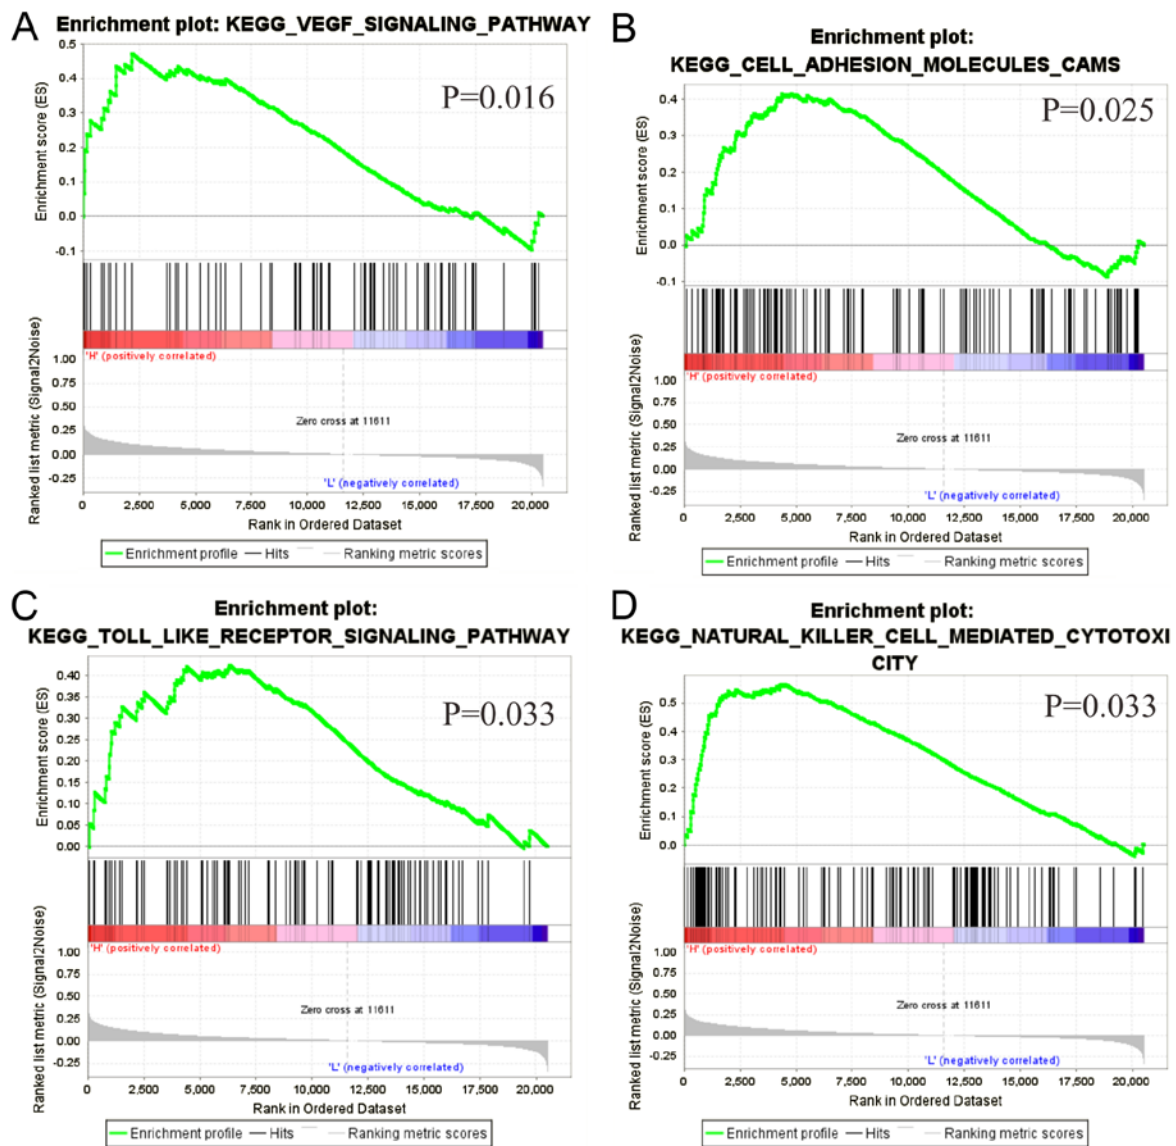 A Enrichment plot: KEGG_VEGF_SIGNALING_PATHWAY
P=0.016
Enrichment score (ES)
0.5
0.4
0.3
0.2
0.1
0.0
-0.1
'H' (positively correlated)
Ranked list metric (Signal2Noise)
1.00
0.75
0.50
0.25
0.00
-0.25
Zero cross at 11611
'L' (negatively correlated)
0 2,500 5,000 7,500 10,000 12,500 15,000 17,500 20,000
Rank in Ordered Dataset
Enrichment profile Hits Ranking metric scores
B Enrichment plot:
KEGG_CELL_ADHESION_MOLECULES_CAMS
P=0.025
Enrichment score (ES)
0.4
0.3
0.2
0.1
0.0
-0.1
'H' (positively correlated)
Ranked list metric (Signal2Noise)
1.00
0.75
0.50
0.25
0.00
-0.25
Zero cross at 11611
'L' (negatively correlated)
0 2,500 5,000 7,500 10,000 12,500 15,000 17,500 20,000
Rank in Ordered Dataset
Enrichment profile Hits Ranking metric scores
C Enrichment plot:
KEGG_TOLL_LIKE_RECEPTOR_SIGNALING_PATHWAY
P=0.033
Enrichment score (ES)
0.40
0.35
0.30
0.25
0.20
0.15
0.10
0.05
0.00
'H' (positively correlated)
Ranked list metric (Signal2Noise)
1.00
0.75
0.50
0.25
0.00
-0.25
Zero cross at 11611
'L' (negatively correlated)
0 2,500 5,000 7,500 10,000 12,500 15,000 17,500 20,000
Rank in Ordered Dataset
Enrichment profile Hits Ranking metric scores
D Enrichment plot:
KEGG_NATURAL_KILLER_CELL_MEDIATED_CYTOTOXI
CITY
P=0.033
Enrichment score (ES)
0.5
0.4
0.3
0.2
0.1
0.0
'H' (positively correlated)
Ranked list metric (Signal2Noise)
1.00
0.75
0.50
0.25
0.00
-0.25
Zero cross at 11611
'L' (negatively correlated)
0 2,500 5,000 7,500 10,000 12,500 15,000 17,500 20,000
Rank in Ordered Dataset
Enrichment profile Hits Ranking metric scores